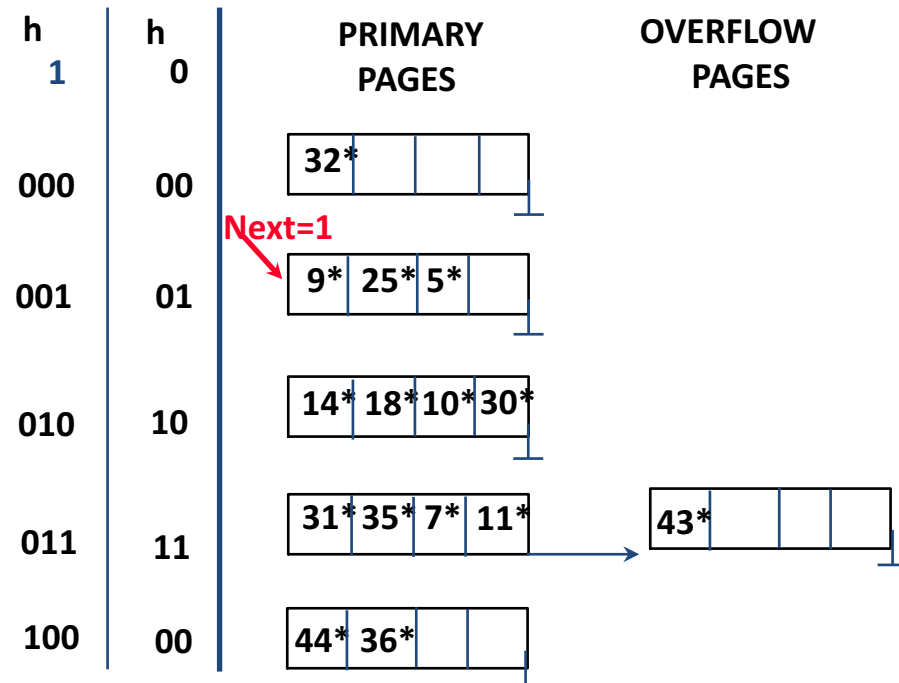 h h PRIMARY OVERFLOW
1 0 PAGES PAGES
32*
000 00
Next=1
9* 25* 5*
001 01
14* 18* 10* 30*
010 10
31* 35* 7* 11* 43*
011 11
100 00 44* 36*